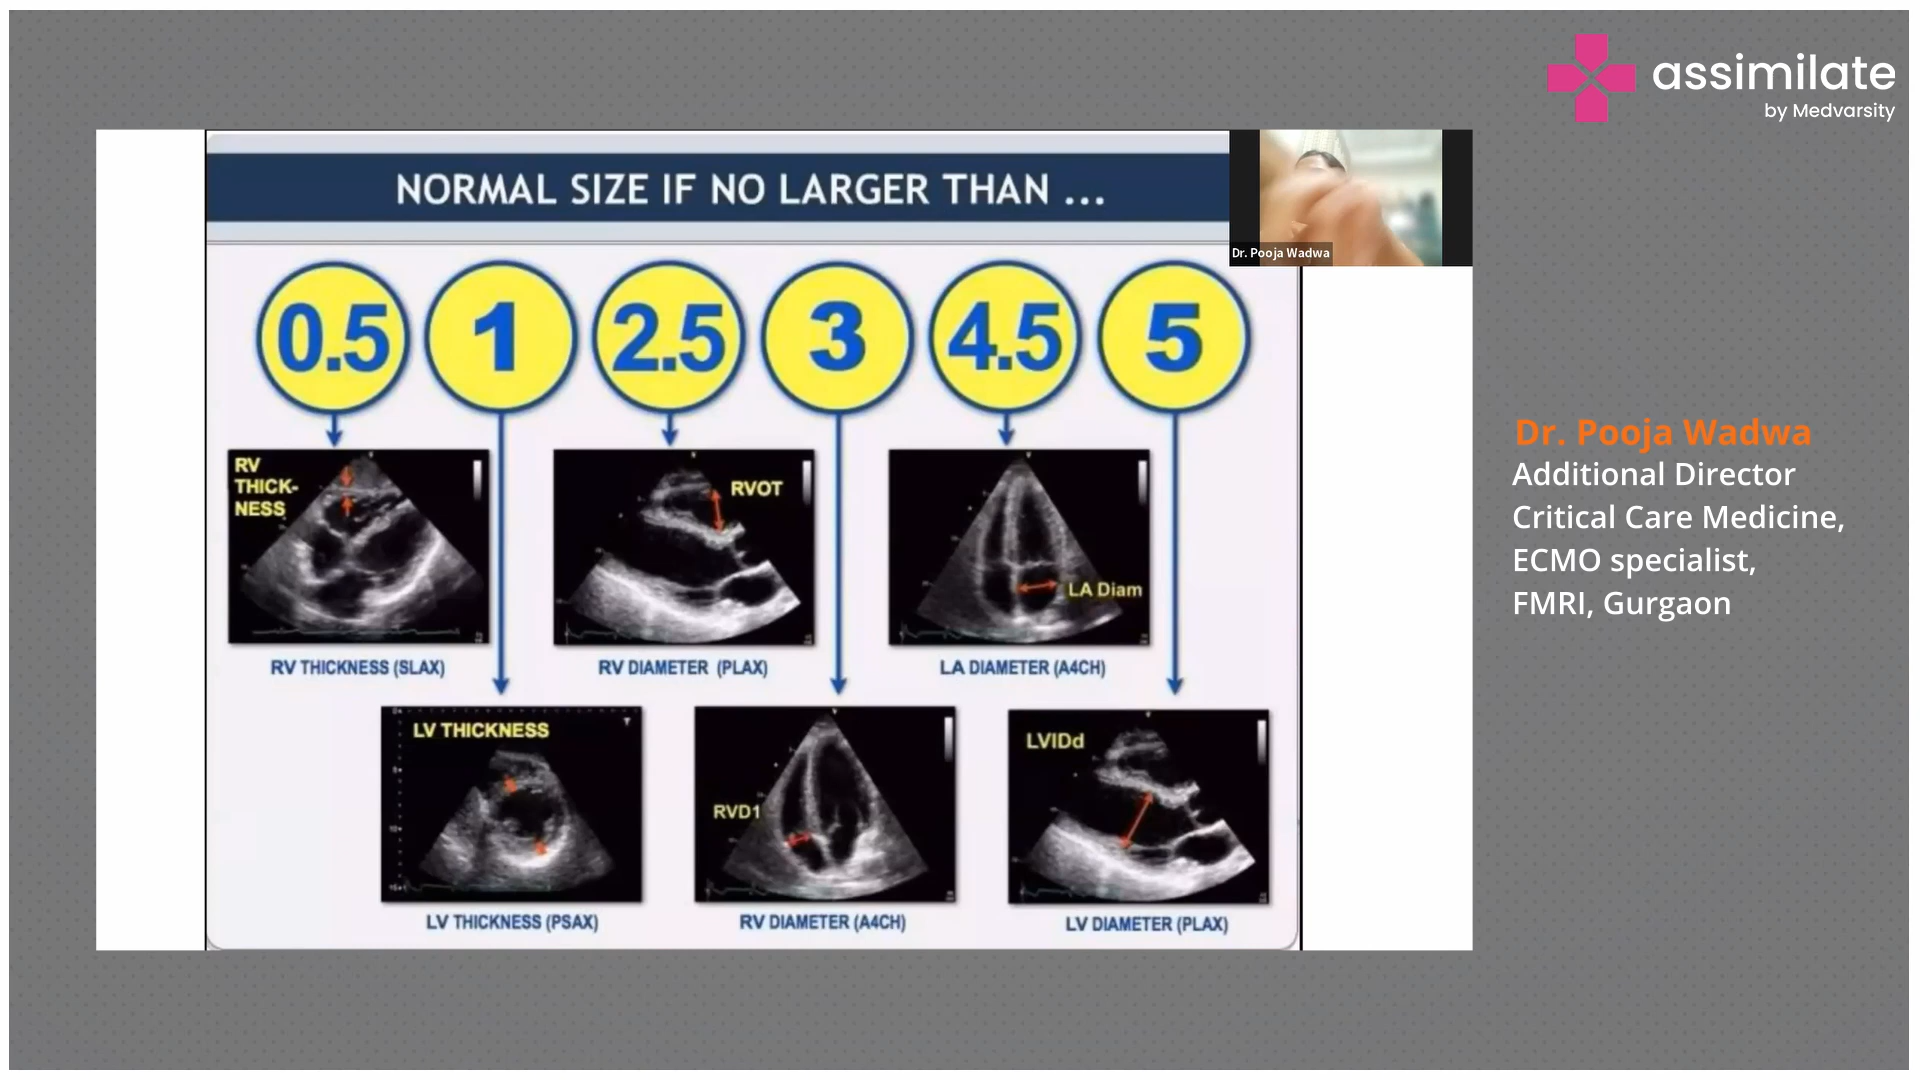 assimilate
by Medvarsity
NORMAL SIZE IF NO LARGER THAN ...
Dr. Pooja Wadwa
0.5
1
2.5
3
4.5
5
RV
THICK-
NESS
RVOT
LA Diam
RV THICKNESS (SLAX)
RV DIAMETER (PLAX)
LA DIAMETER (A4CH)
LV THICKNESS
RVD1
LVIDd
LV THICKNESS (PSAX)
RV DIAMETER (A4CH)
LV DIAMETER (PLAX)
Dr. Pooja Wadwa
Additional Director
Critical Care Medicine,
ECMO specialist,
FMRI, Gurgaon